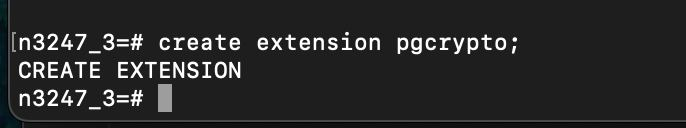 [n3247_3=# create extension pgcrypto;
CREATE EXTENSION
n3247_3=#